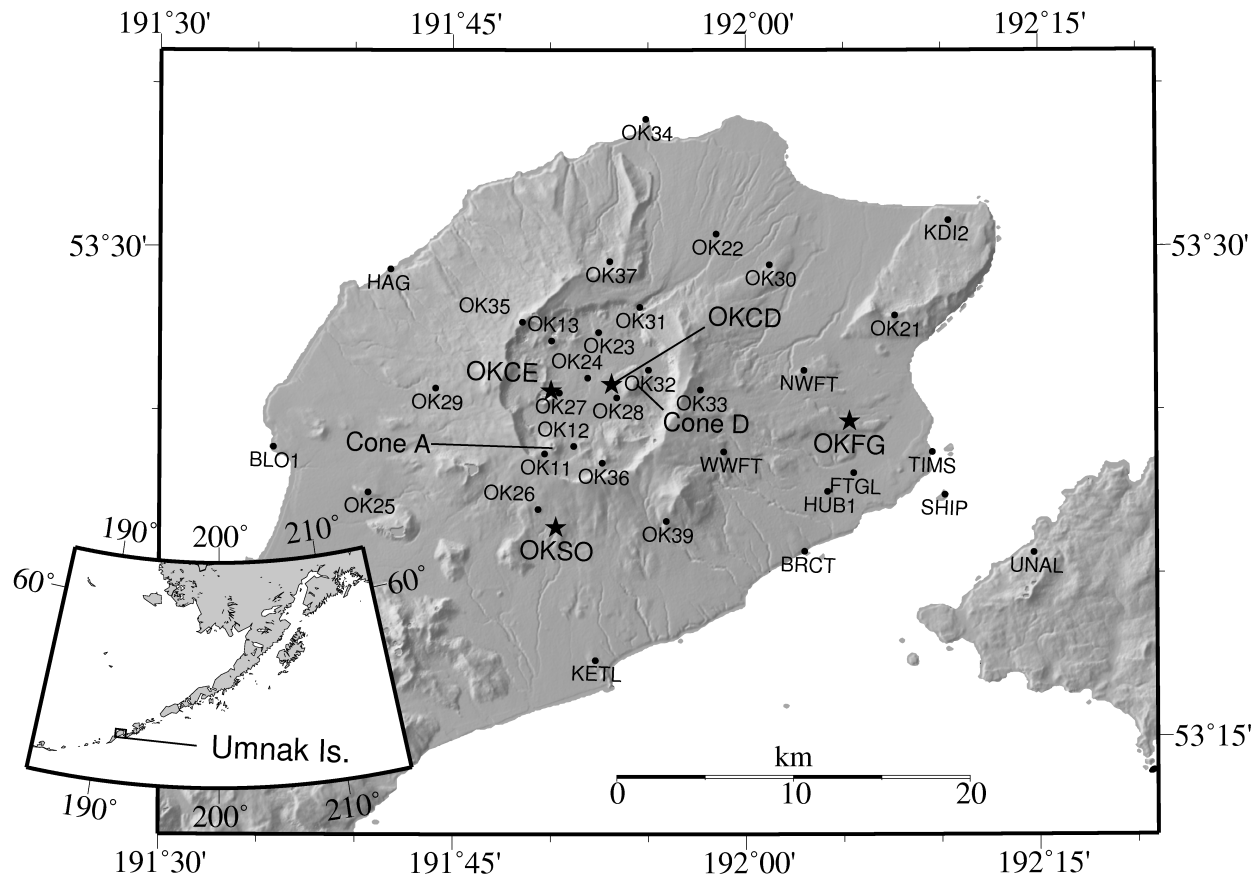 191°30'
191°45'
192°00'
192°15'
OK34
KDI2
53°30'
53°30'
OK22
OK37
OK30
HAG
OK35
OK13
OK31
OKCD
OK21
OK23
OK24
OKCE
OK32
NWFT
OK29
OK27
OK28
OK33
OK12
Cone D
Cone A
OKFG
BLO1
OK11
OK36
WWFT
TIMS
OK26
FTGL
OK25
HUB1
SHIP
190°
200°
210°
OK39
OKSO
BRCT
UNAL
60°
60°
KETL
53°15'
Umnak Is.
km
0
10
20
190°
200°
210°
191°30'
191°45'
192°00'
192°15'